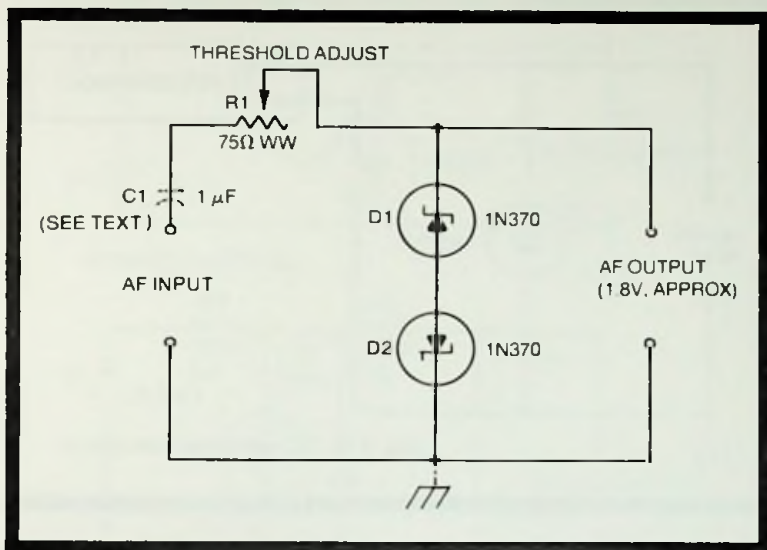 THRESHOLD ADJUST
R1
75Ω WW
C1 1 μF
(SEE TEXT)
AF INPUT
D1 1N370
D2 1N370
AF OUTPUT
(1.8V, APPROX)